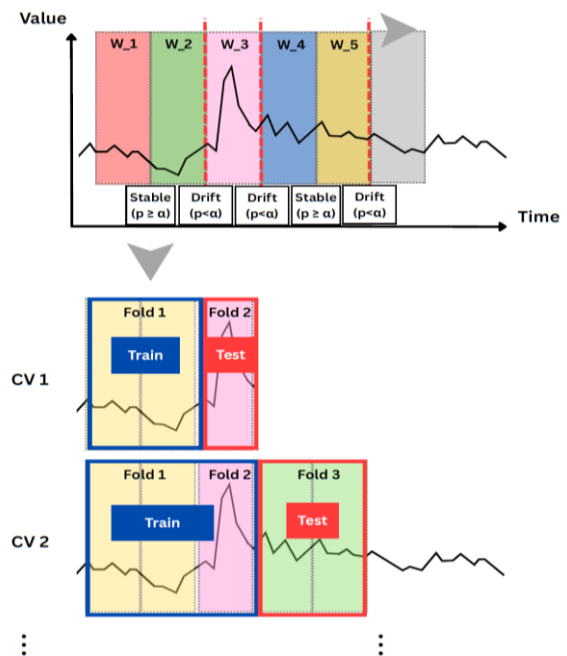 Value
W_1 W_2 W_3 W_4 W_5
Stable Drift Drift Stable Drift
(p ≥ α) (p<α) (p<α) (p ≥ α) (p<α)
Time
Fold 1 Fold 2
Train Test
CV 1
Fold 1 Fold 2 Fold 3
Train Test
CV 2